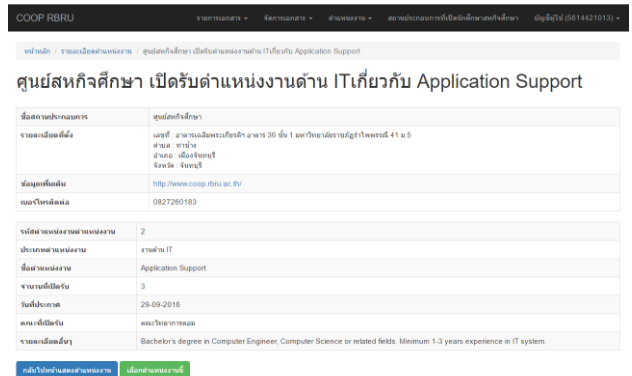 COOP RBRU รายการเอกสาร จัดการเอกสาร ตำแหน่งงาน สถานประกอบการที่เปิดนักศึกษาสหกิจศึกษา บัญชีผู้ใช้ (5614421013)
หน้าหลัก / รายละเอียดตำแหน่งงาน / ศูนย์สหกิจศึกษา เปิดรับตำแหน่งงานด้าน ITเกี่ยวกับ Application Support
ศูนย์สหกิจศึกษา เปิดรับตำแหน่งงานด้าน ITเกี่ยวกับ Application Support
ชื่อสถานประกอบการ ศูนย์สหกิจศึกษา
รายละเอียดที่ตั้ง เลขที่ : อาคารเฉลิมพระเกียรติฯ อาคาร 36 ชั้น 1 มหาวิทยาลัยราชภัฏรำไพพรรณี 41 ม.5
ตำบล : ท่าช้าง
อำเภอ : เมืองจันทบุรี
จังหวัด : จันทบุรี
ข้อมูลเพิ่มเติม http://www.coop.rbru.ac.th/
เบอร์โทรติดต่อ 0827260183
รหัสตำแหน่งงานตำแหน่งงาน 2
ประเภทตำแหน่งงาน งานด้าน IT
ชื่อตำแหน่งงาน Application Support
จำนวนที่เปิดรับ 3
วันที่ประกาศ 29-09-2016
คณะที่เปิดรับ คณะวิทยาการคอม
รายละเอียดอื่นๆ Bachelor's degree in Computer Engineer, Computer Science or related fields. Minimum 1-3 years experience in IT system.
กลับไปหน้าแสดงตำแหน่งงาน เลือกตำแหน่งงานนี้